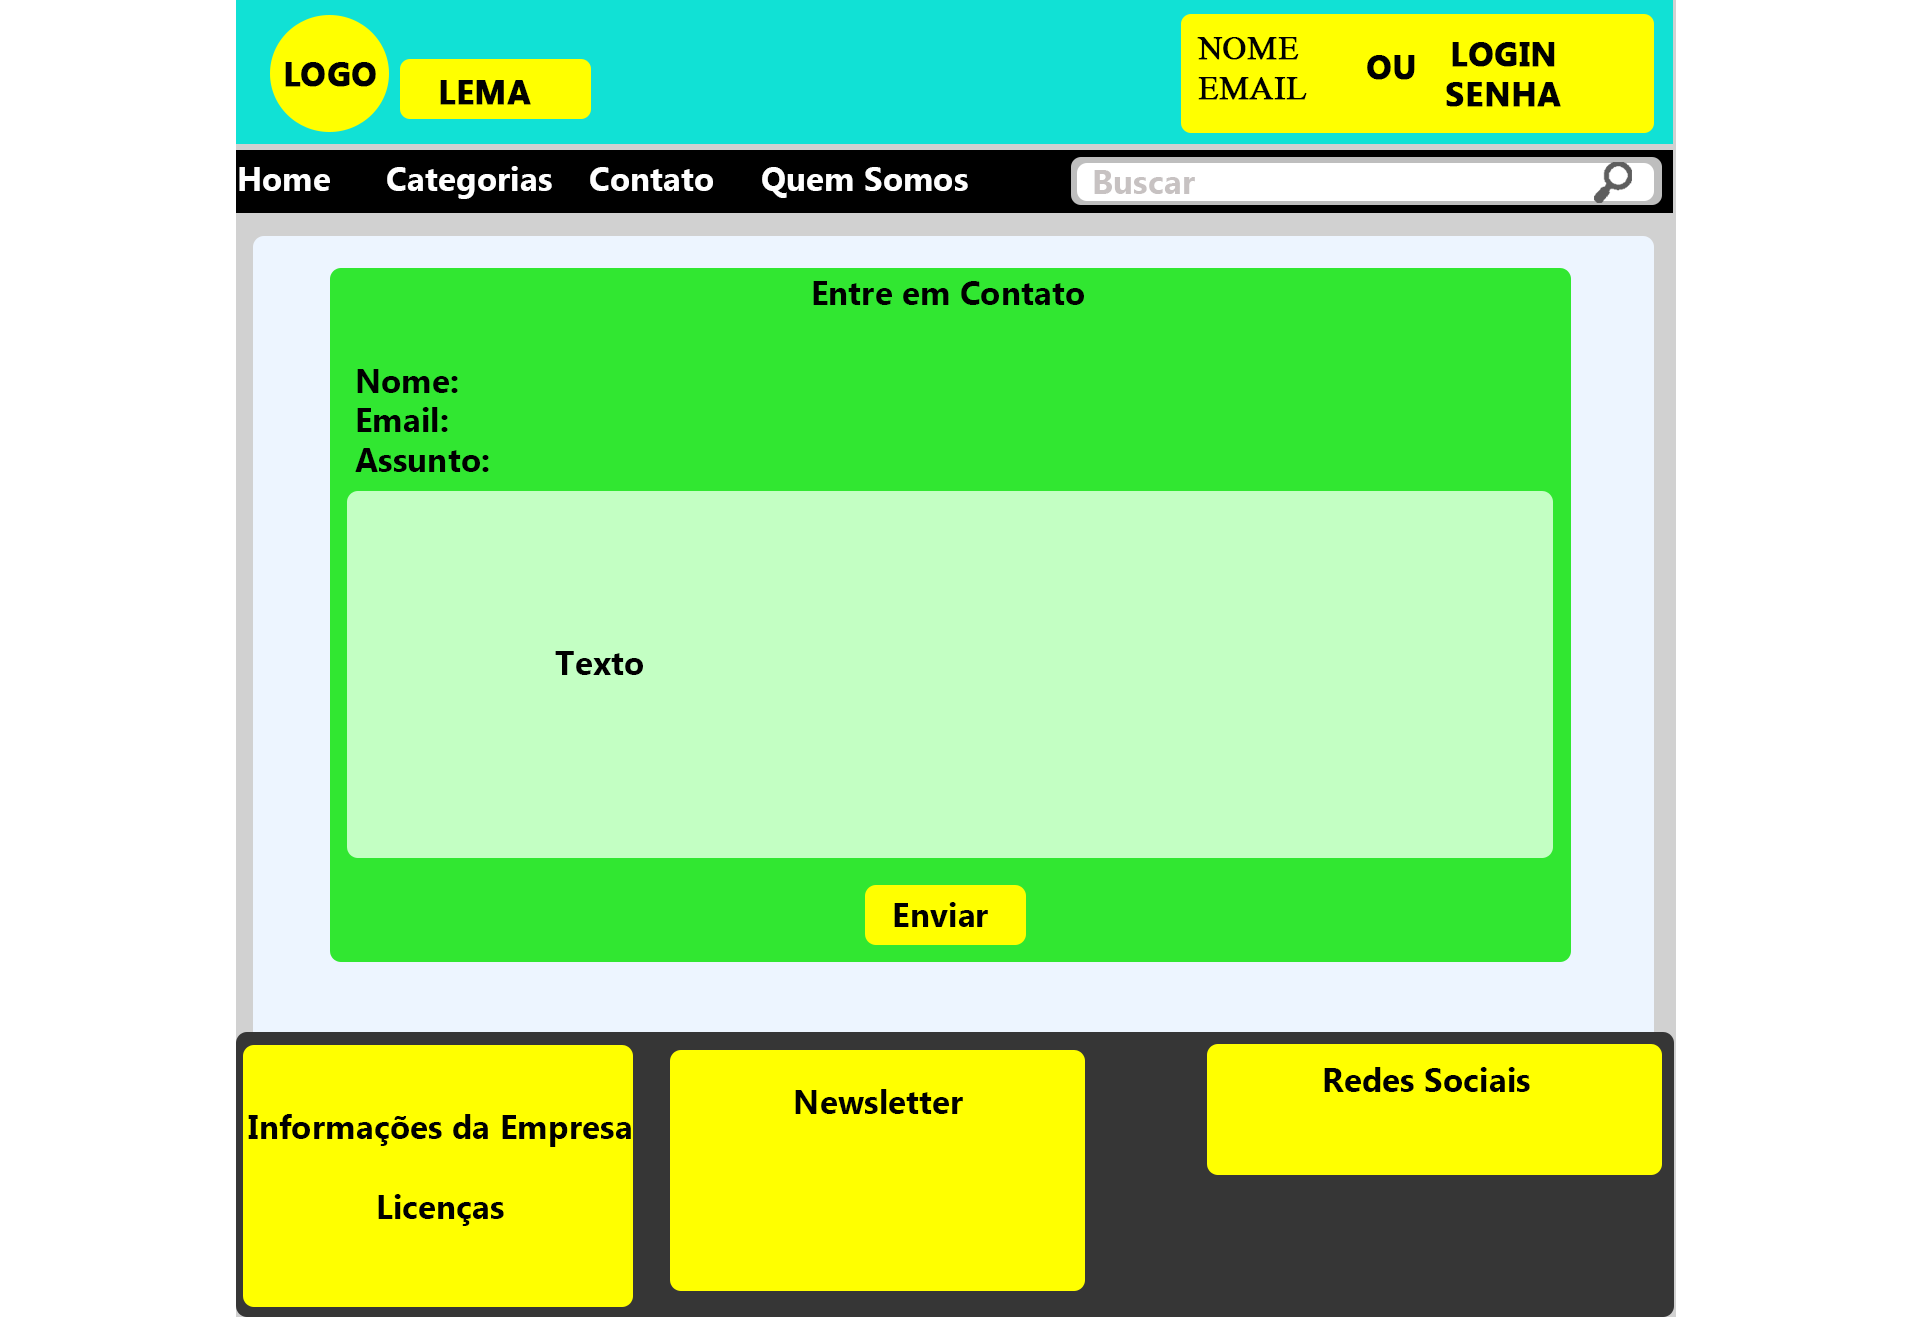 LOGO
LEMA
NOME
EMAIL
OU
LOGIN
SENHA
Home Categorias Contato Quem Somos Buscar
Entre em Contato
Nome:
Email:
Assunto:
Texto
Enviar
Informações da Empresa
Licenças
Newsletter
Redes Sociais